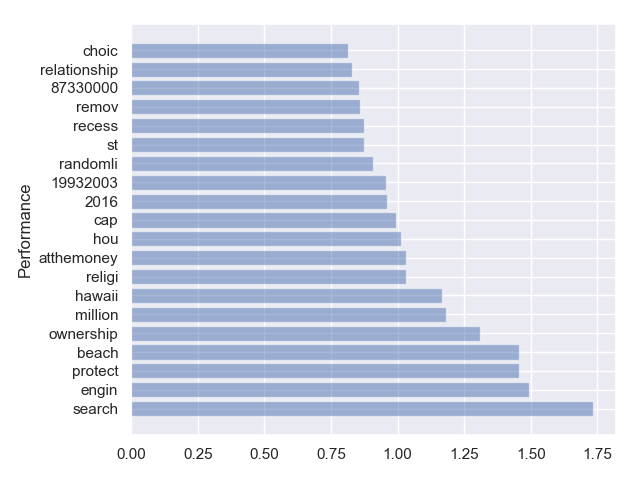 choic
relationship
87330000
remov
recess
st
randomli
19932003
2016
cap
hou
atthemoney
religi
hawaii
million
ownership
beach
protect
engin
search
Performance
0.00 0.25 0.50 0.75 1.00 1.25 1.50 1.75